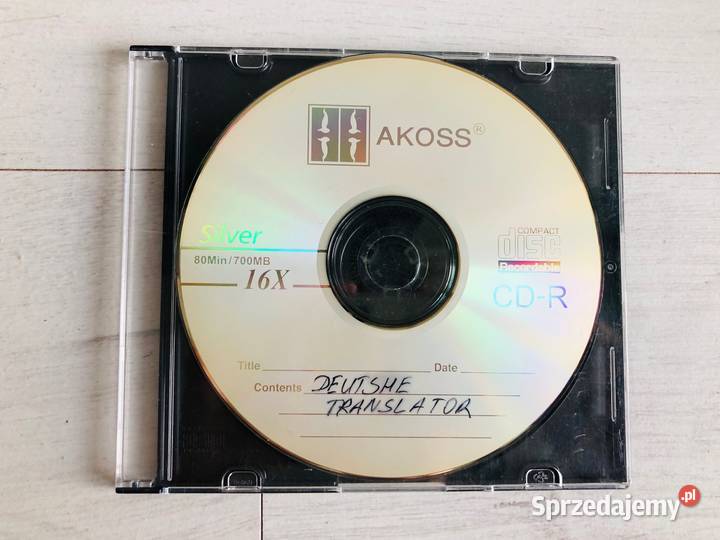 AKOSS®
Silver
80Min/700MB
16X
COMPACT
disc
Recordable
CD-R
Title Date
Contents DEUTSHE
TRANSLATOR
Sprzedajemy.pl